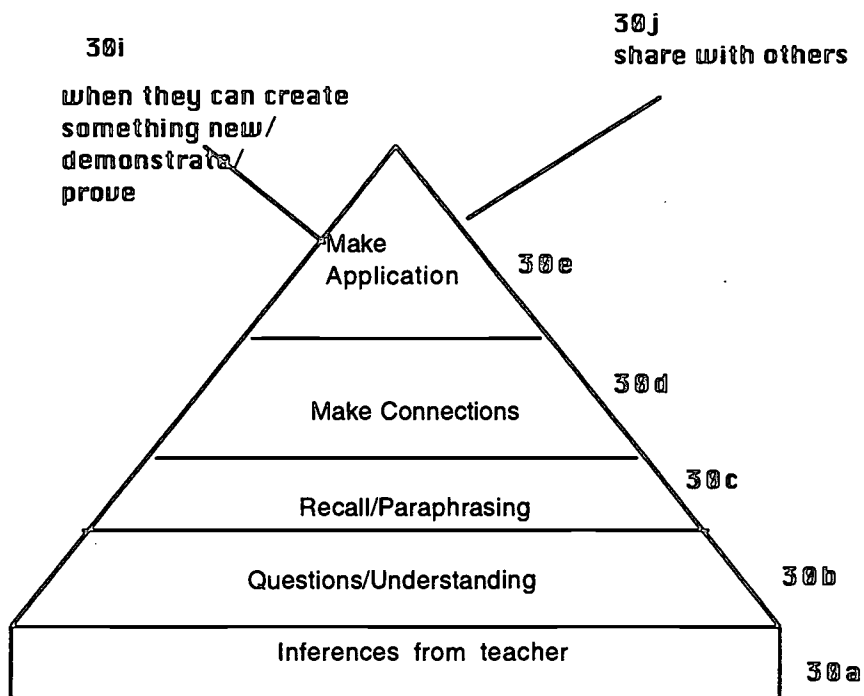 30i
when they can create
something new/
demonstrate/
prove
30j
share with others
Make
Application
30e
30d
Make Connections
30c
Recall/Paraphrasing
Questions/Understanding
30b
Inferences from teacher
30a